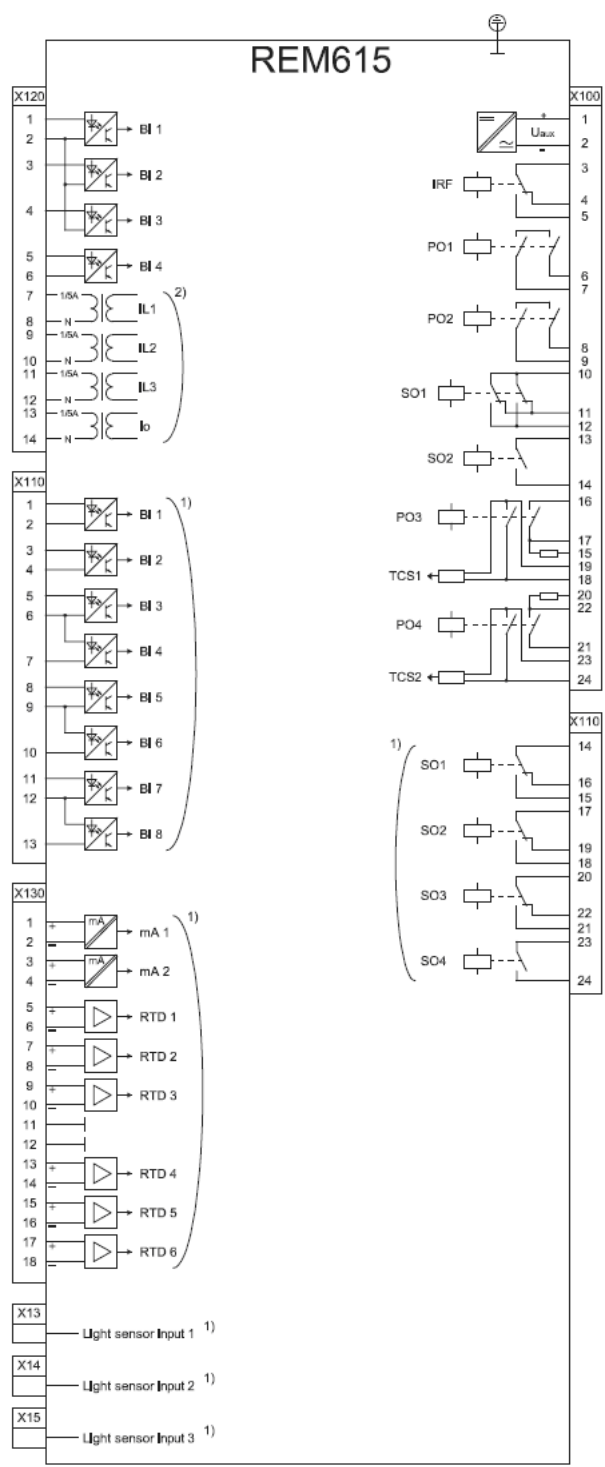 REM615
X120
1
2
BI 1
3
BI 2
4
BI 3
5
6
BI 4
7 1/5A
8 N
IL1
2)
9 1/5A
10 N
IL2
11 1/5A
12 N
IL3
13 1/5A
14 N
Io
X110
1
2
BI 1
1)
3
4
BI 2
5
6
BI 3
7
BI 4
8
9
BI 5
10
BI 6
11
12
BI 7
13
BI 8
X130
1 +
2 −
mA
mA 1
1)
3 +
4 −
mA
mA 2
5 +
6 −
RTD 1
7 +
8 −
RTD 2
9 +
10 −
RTD 3
11
12
13 +
14 −
RTD 4
15 +
16 −
RTD 5
17 +
18 −
RTD 6
X13
Light sensor input 1 1)
X14
Light sensor input 2 1)
X15
Light sensor input 3 1)
X100
+ 1
Uaux
− 2
IRF
3
4
5
PO1
6
7
PO2
8
9
SO1
10
11
12
SO2
13
14
PO3
16
17
15
19
TCS1
18
20
22
PO4
21
23
TCS2
24
X110
1)
SO1
14
16
15
SO2
17
19
18
SO3
20
22
21
SO4
23
24